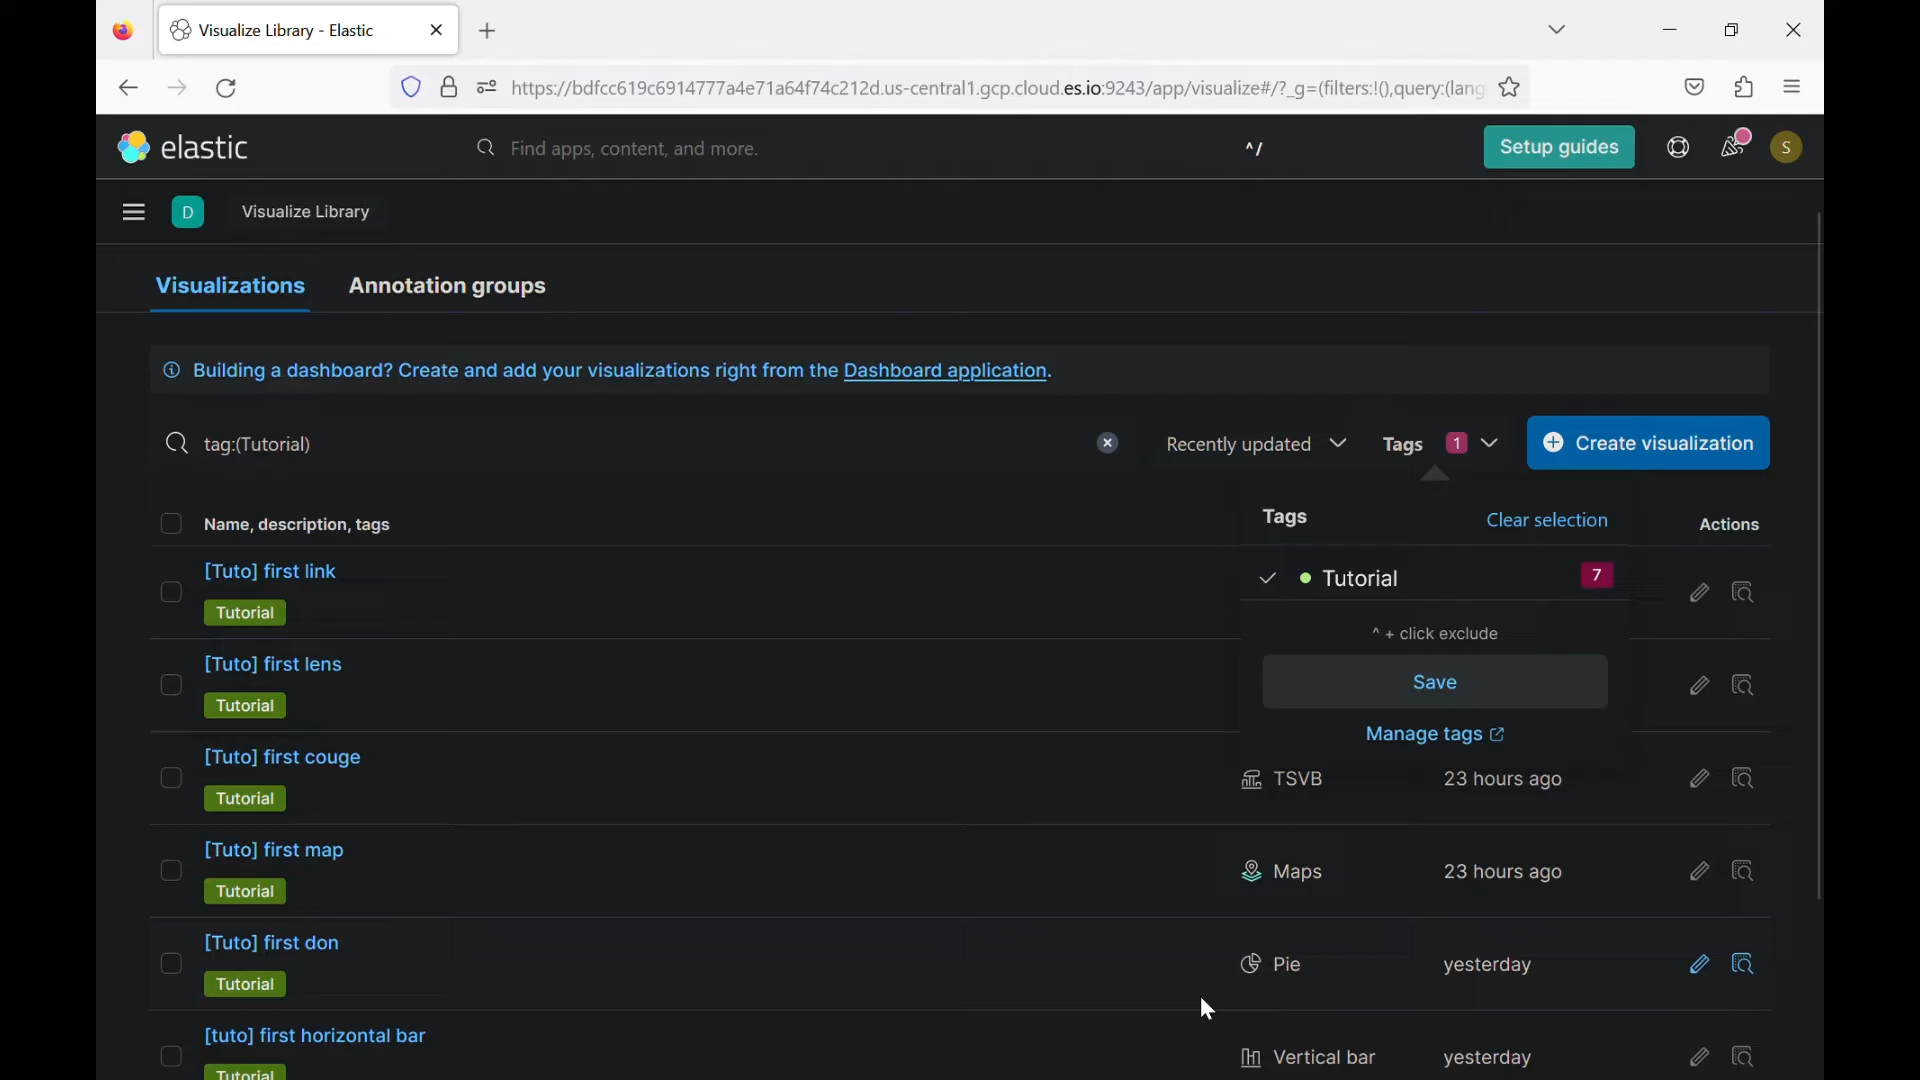 Visualize Library - Elastic
https://bdfcc619c6914777a4e71a64f74c212d.us-central1.gcp.cloud.es.io:9243/app/visualize#/?_g=(filters:!(),query:(lang
elastic
Find apps, content, and more.
^/
Setup guides
S
D
Visualize Library
Visualizations
Annotation groups
Building a dashboard? Create and add your visualizations right from the Dashboard application.
tag:(Tutorial)
Recently updated
Tags 1
Create visualization
Name, description, tags
Tags
Clear selection
Actions
[Tuto] first link
Tutorial
Tutorial 7
^ + click exclude
[Tuto] first lens
Tutorial
Save
Manage tags
[Tuto] first couge
Tutorial
TSVB
23 hours ago
[Tuto] first map
Tutorial
Maps
23 hours ago
[Tuto] first don
Tutorial
Pie
yesterday
[tuto] first horizontal bar
Tutorial
Vertical bar
yesterday